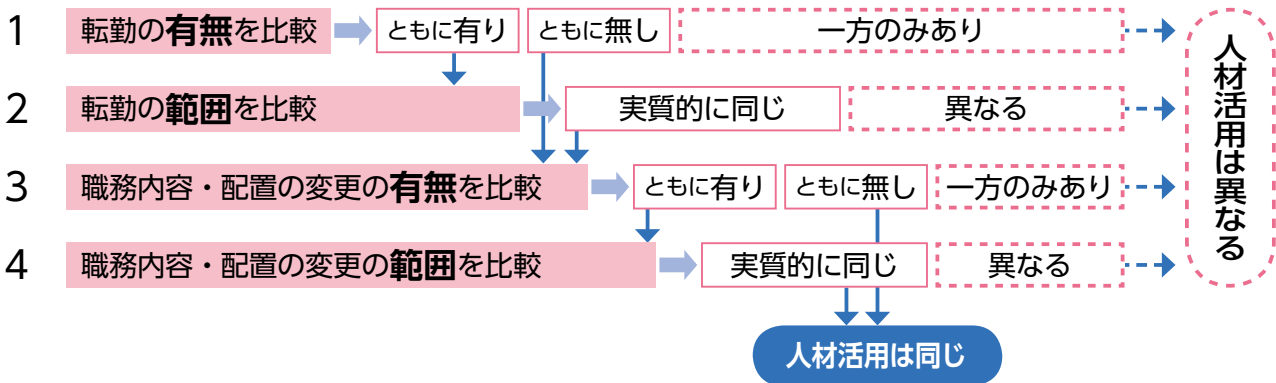 1 転勤の有無を比較 ともに有り ともに無し 一方のみあり
2 転勤の範囲を比較 実質的に同じ 異なる
3 職務内容・配置の変更の有無を比較 ともに有り ともに無し 一方のみあり
4 職務内容・配置の変更の範囲を比較 実質的に同じ 異なる
人材活用は異なる
人材活用は同じ